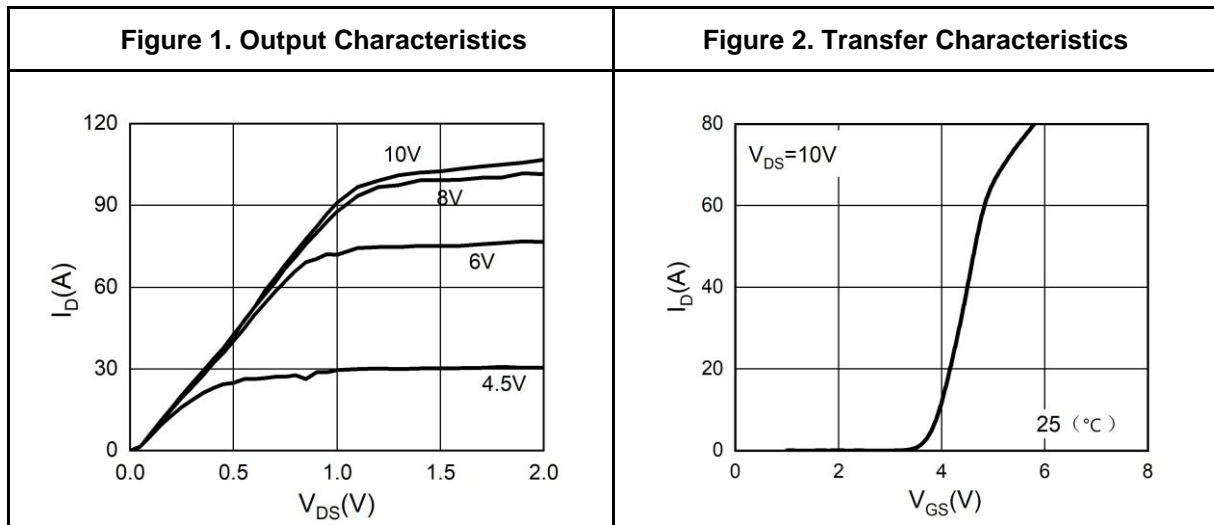 Figure 1. Output Characteristics
Figure 2. Transfer Characteristics
120
90
60
30
0
I_D(A)
10V
8V
6V
4.5V
0.0 0.5 1.0 1.5 2.0
V_DS(V)
80
60
40
20
0
I_D(A)
V_DS=10V
25（℃）
0 2 4 6 8
V_GS(V)